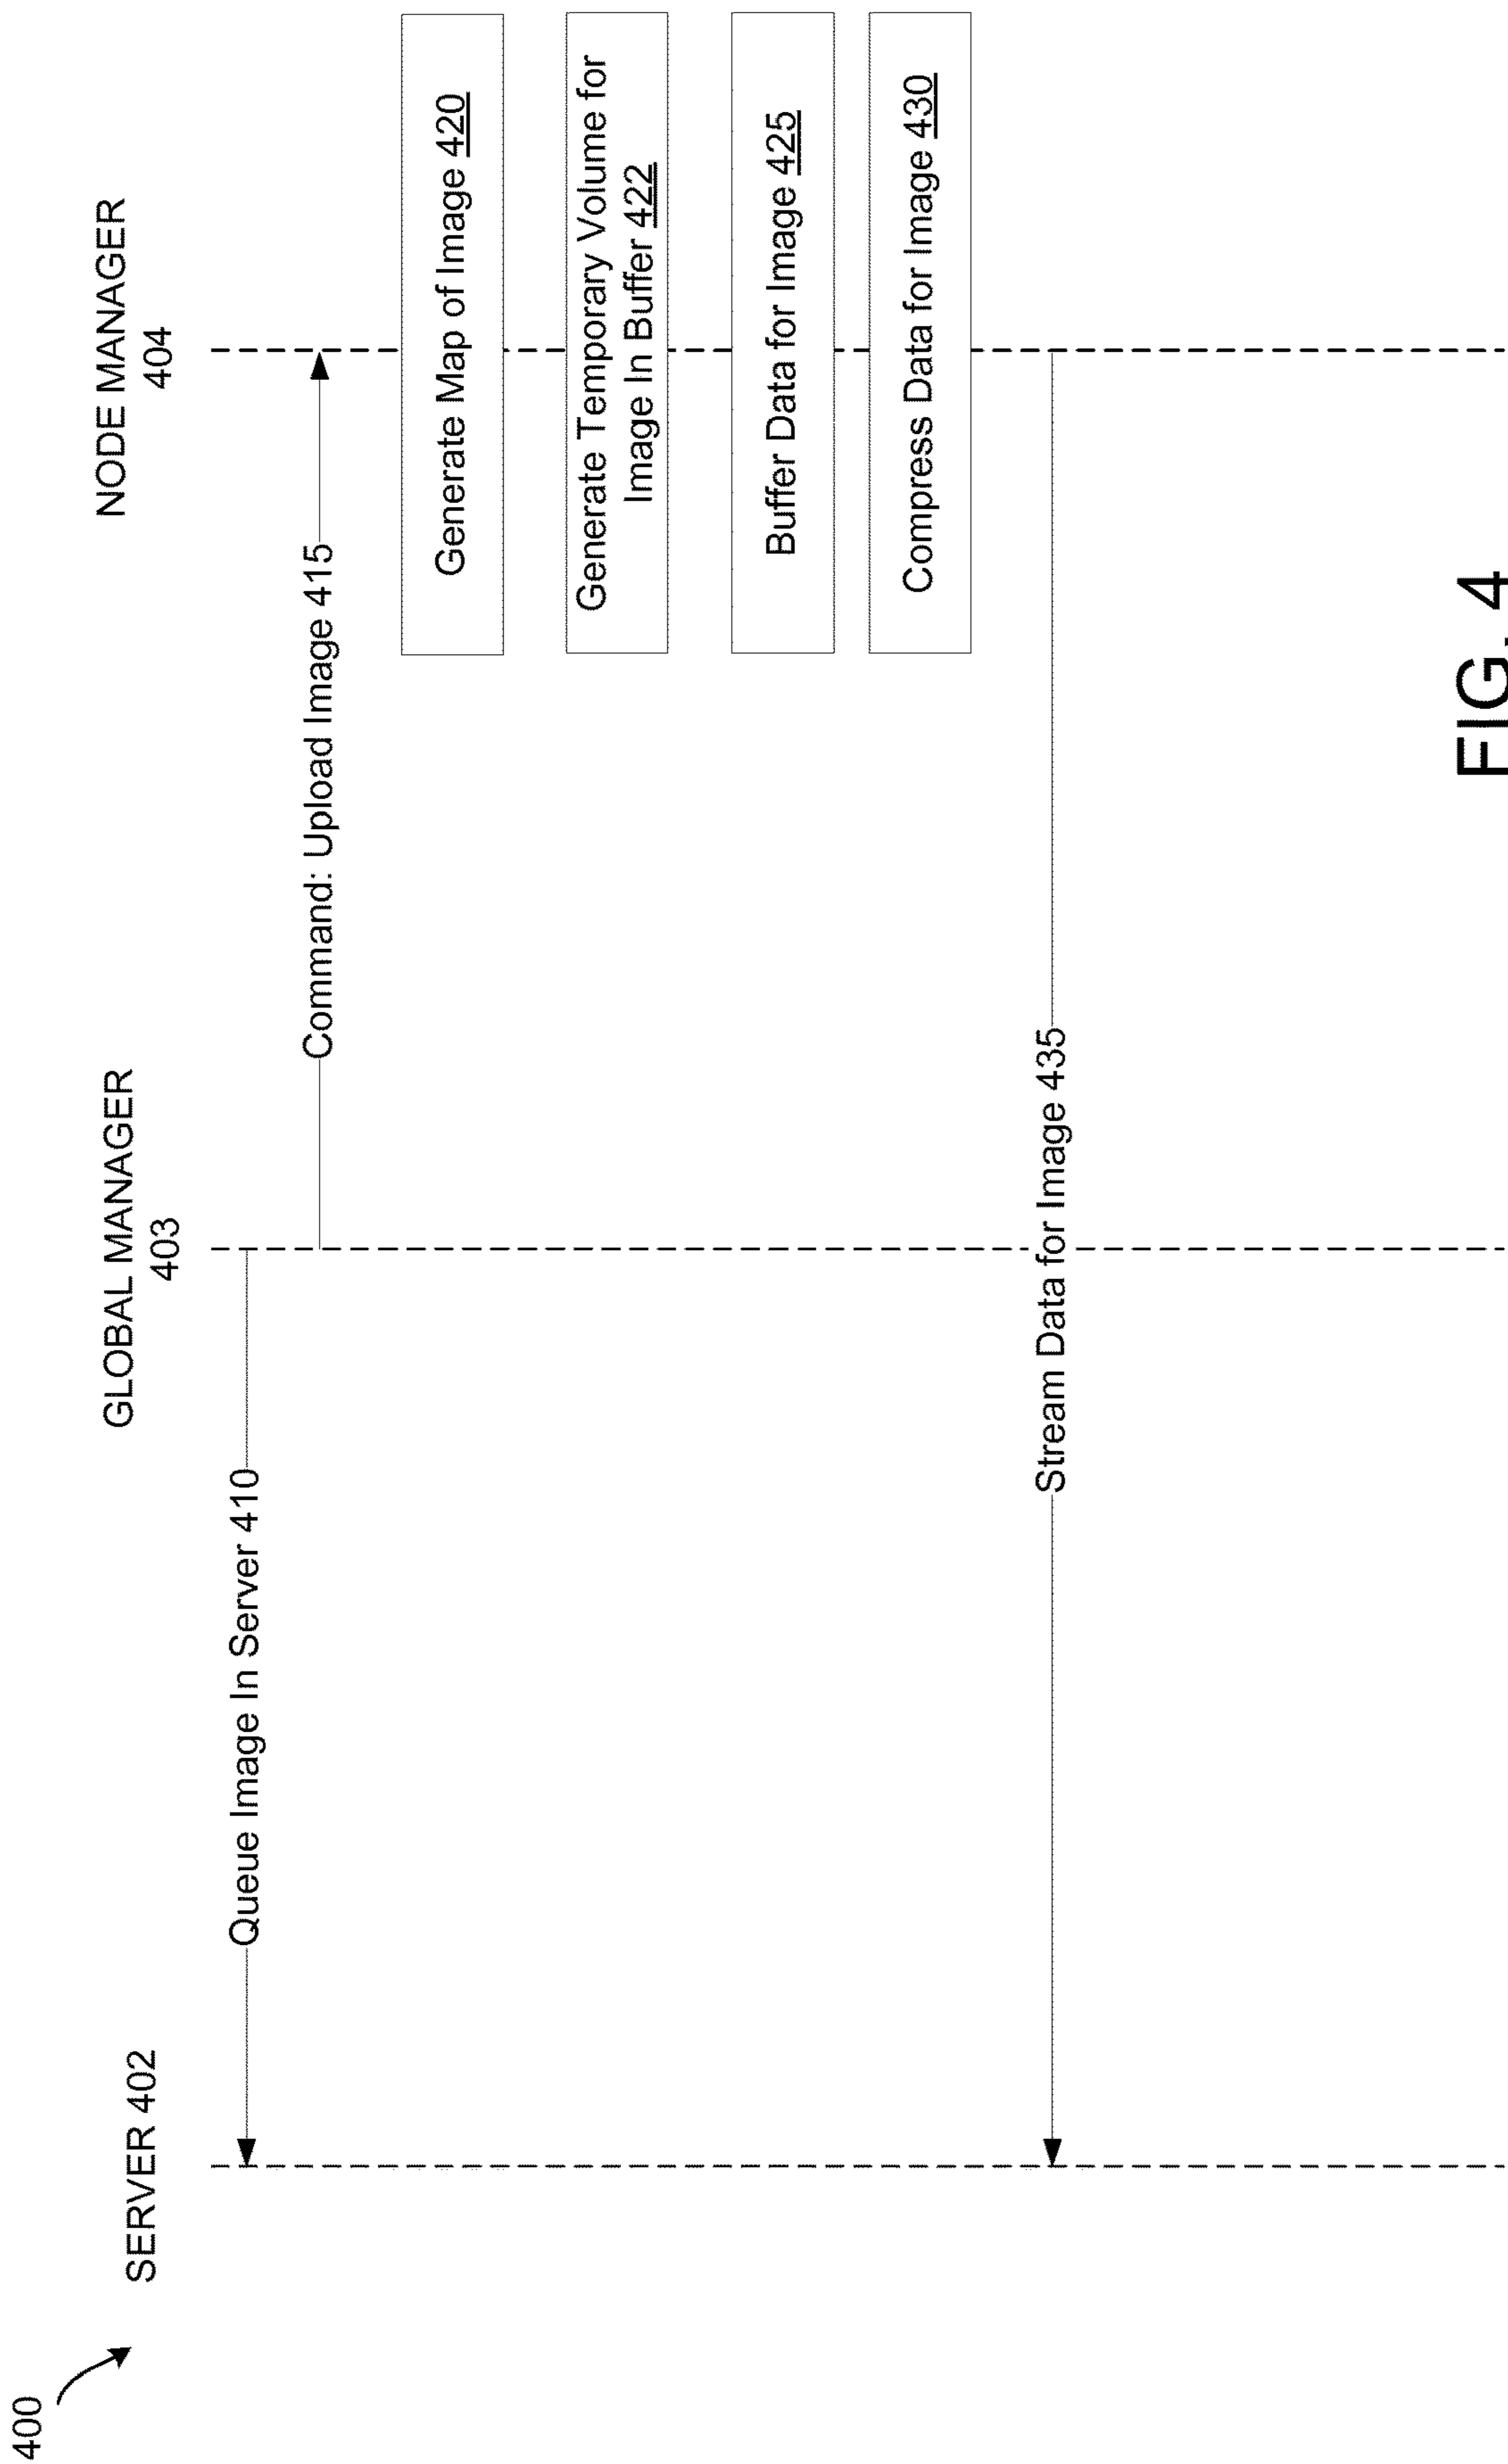 400
SERVER 402
GLOBAL MANAGER
403
NODE MANAGER
404
Queue Image In Server 410
Command: Upload Image 415
Generate Map of Image 420
Generate Temporary Volume for
Image In Buffer 422
Buffer Data for Image 425
Compress Data for Image 430
Stream Data for Image 435
FIG. 4